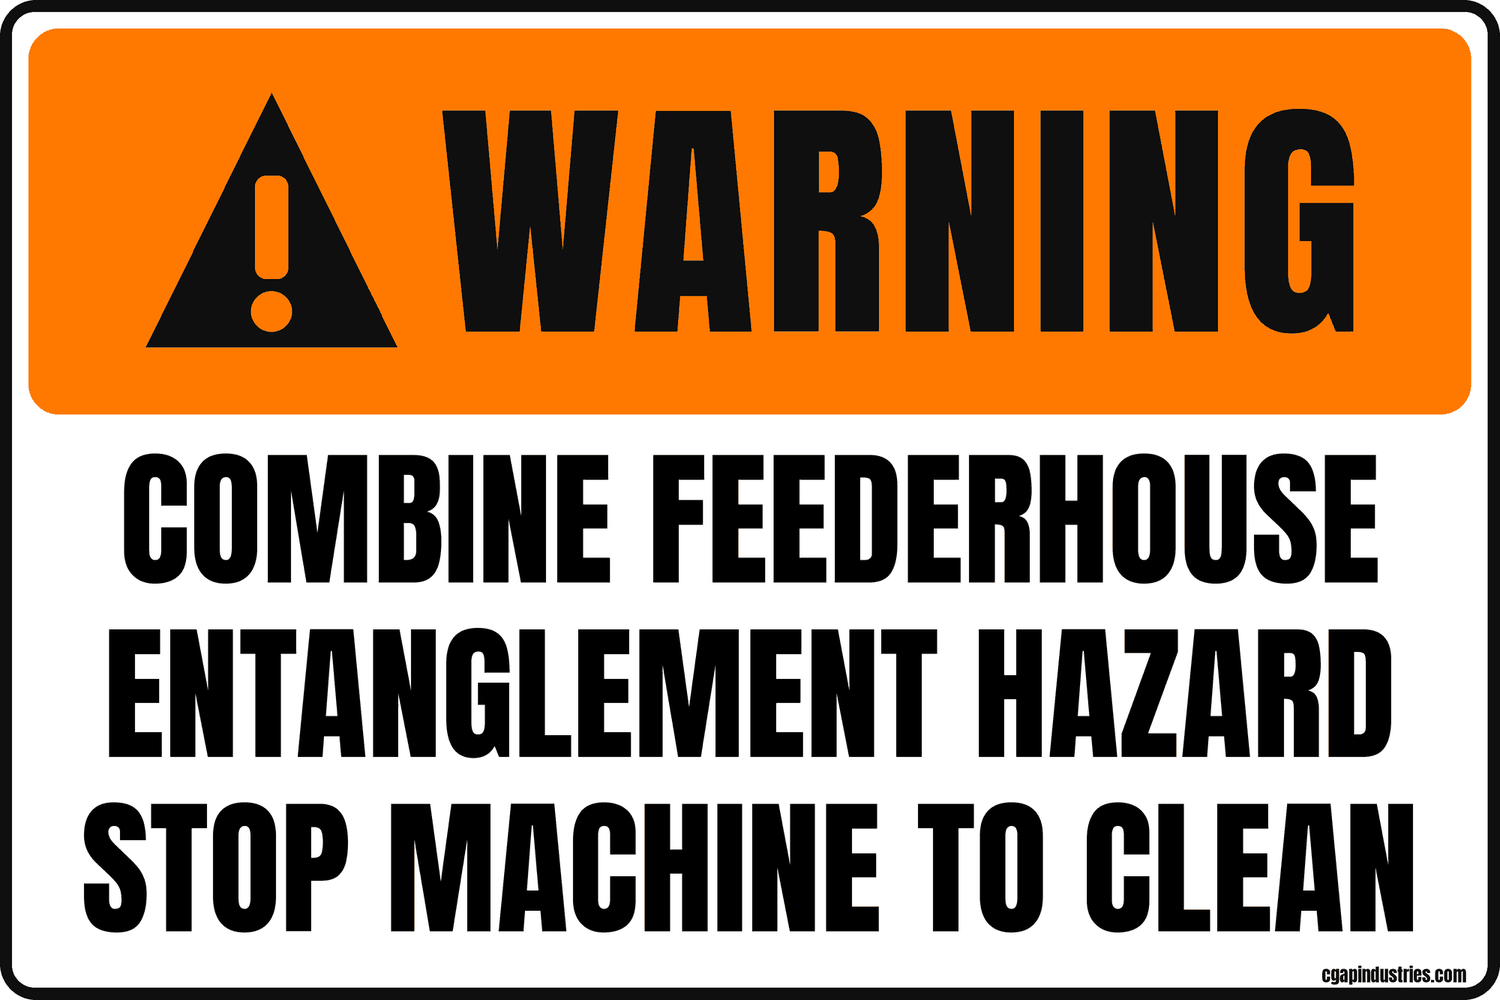 WARNING
COMBINE FEEDERHOUSE
ENTANGLEMENT HAZARD
STOP MACHINE TO CLEAN
cgapindustries.com